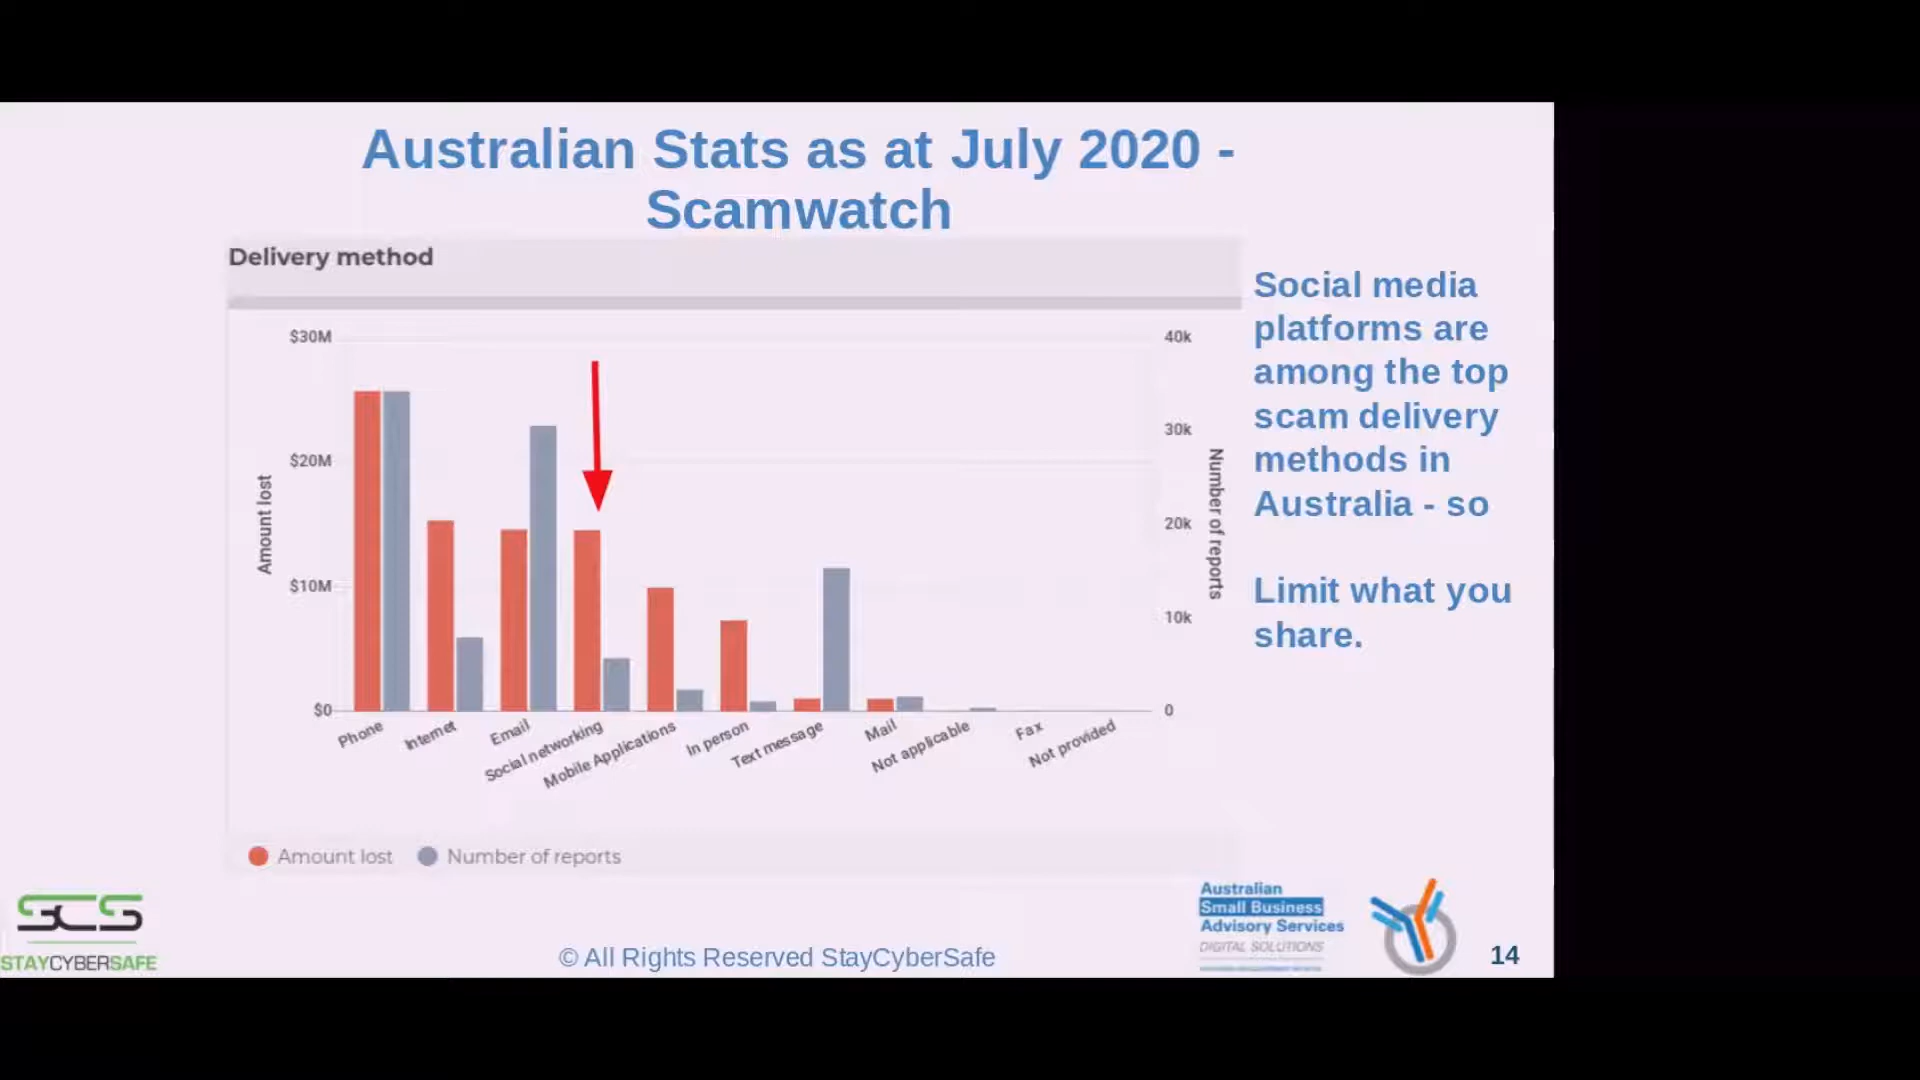 Australian Stats as at July 2020 -
Scamwatch
Delivery method
$30M
$20M
$10M
$0
Amount lost
40k
30k
20k
10k
0
Number of reports
Phone
Internet
Email
Social networking
Mobile Applications
In person
Text message
Mail
Not applicable
Fax
Not provided
Amount lost
Number of reports
Social media
platforms are
among the top
scam delivery
methods in
Australia - so
Limit what you
share.
SCS
STAYCYBERSAFE
© All Rights Reserved StayCyberSafe
Australian
Small Business
Advisory Services
DIGITAL SOLUTIONS
14